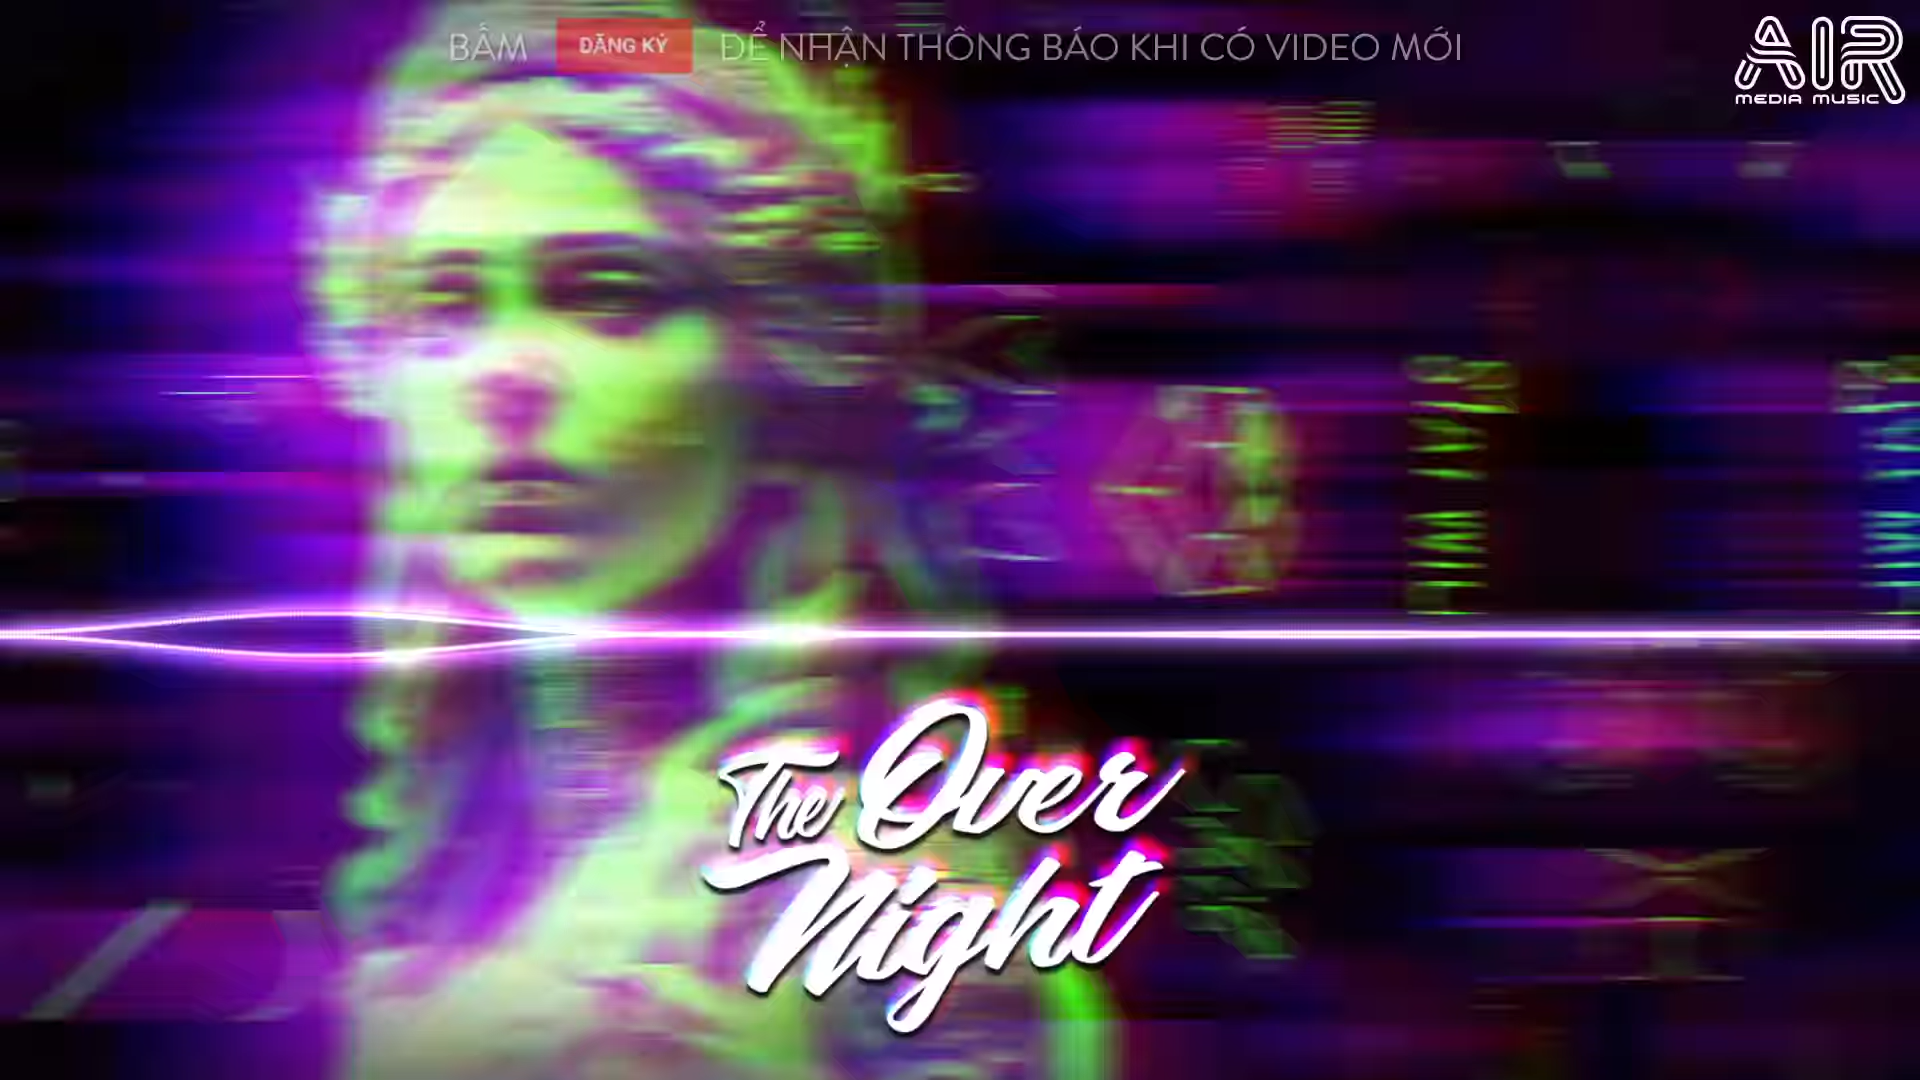 BẤM ĐĂNG KÝ ĐỂ NHẬN THÔNG BÁO KHI CÓ VIDEO MỚI
AIR
MEDIA MUSIC
The Over
Night